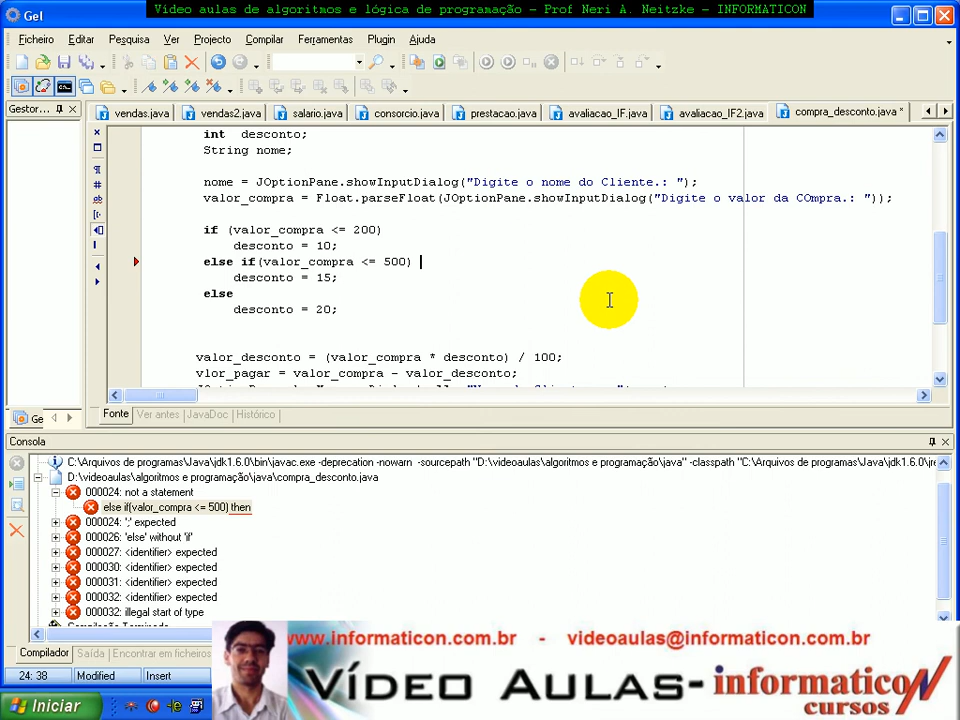 Vídeo aulas de algoritmos e lógica de programação - Prof Neri A. Neitzke - INFORMATICON
Gel
Ficheiro Editar Pesquisa Ver Projecto Compilar Ferramentas Plugin Ajuda
Gestor...
vendas.java vendas2.java salario.java consorcio.java prestacao.java avaliacao_IF.java avaliacao_IF2.java compra_desconto.java *
int desconto;
String nome;
nome = JOptionPane.showInputDialog("Digite o nome do Cliente.: ");
valor_compra = Float.parseFloat(JOptionPane.showInputDialog("Digite o valor da COmpra.: "));
if (valor_compra <= 200)
desconto = 10;
else if(valor_compra <= 500)
desconto = 15;
else
desconto = 20;
valor_desconto = (valor_compra * desconto) / 100;
vlor_pagar = valor_compra - valor_desconto;
Ge
Fonte Ver antes JavaDoc Histórico
Consola
C:\Arquivos de programas\Java\jdk1.6.0\bin\javac.exe -deprecation -nowarn -sourcepath "D:\videoaulas\algoritmos e programação\java" -classpath "C:\Arquivos de programas\Java\jdk1.6.0\jre
D:\videoaulas\algoritmos e programação\java\compra_desconto.java
000024: not a statement
else if(valor_compra <= 500) then
000024: ';' expected
000026: 'else' without 'if'
000027: <identifier> expected
000030: <identifier> expected
000031: <identifier> expected
000032: <identifier> expected
000032: illegal start of type
Compilador Saída Encontrar em ficheiros
24: 38 Modified Insert
www.informaticon.com.br - videoaulas@informaticon.com.br
VÍDEO AULAS-informaticon
cursos
Iniciar